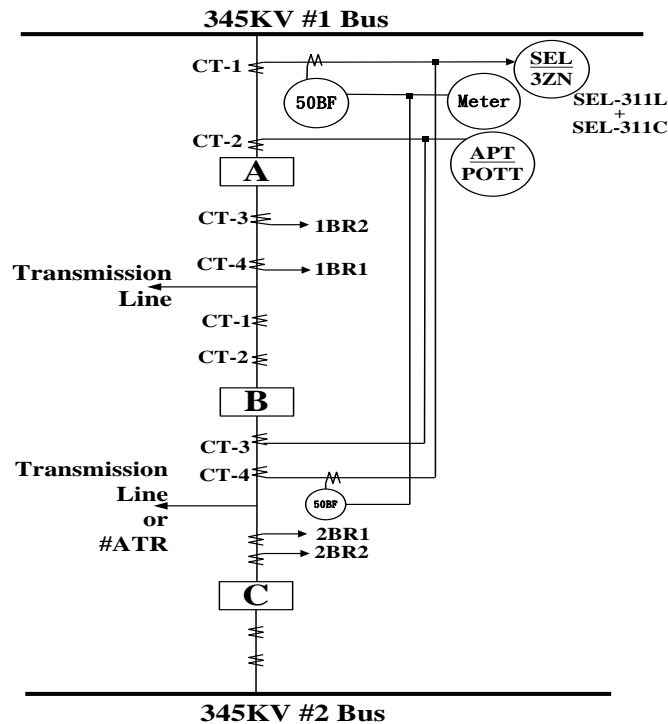 345KV #1 Bus
CT-1
SEL
3ZN
50BF
Meter
SEL-311L
+
SEL-311C
CT-2
APT
POTT
A
CT-3
1BR2
CT-4
1BR1
Transmission
Line
CT-1
CT-2
B
CT-3
CT-4
Transmission
Line
or
#ATR
50BF
2BR1
2BR2
C
345KV #2 Bus